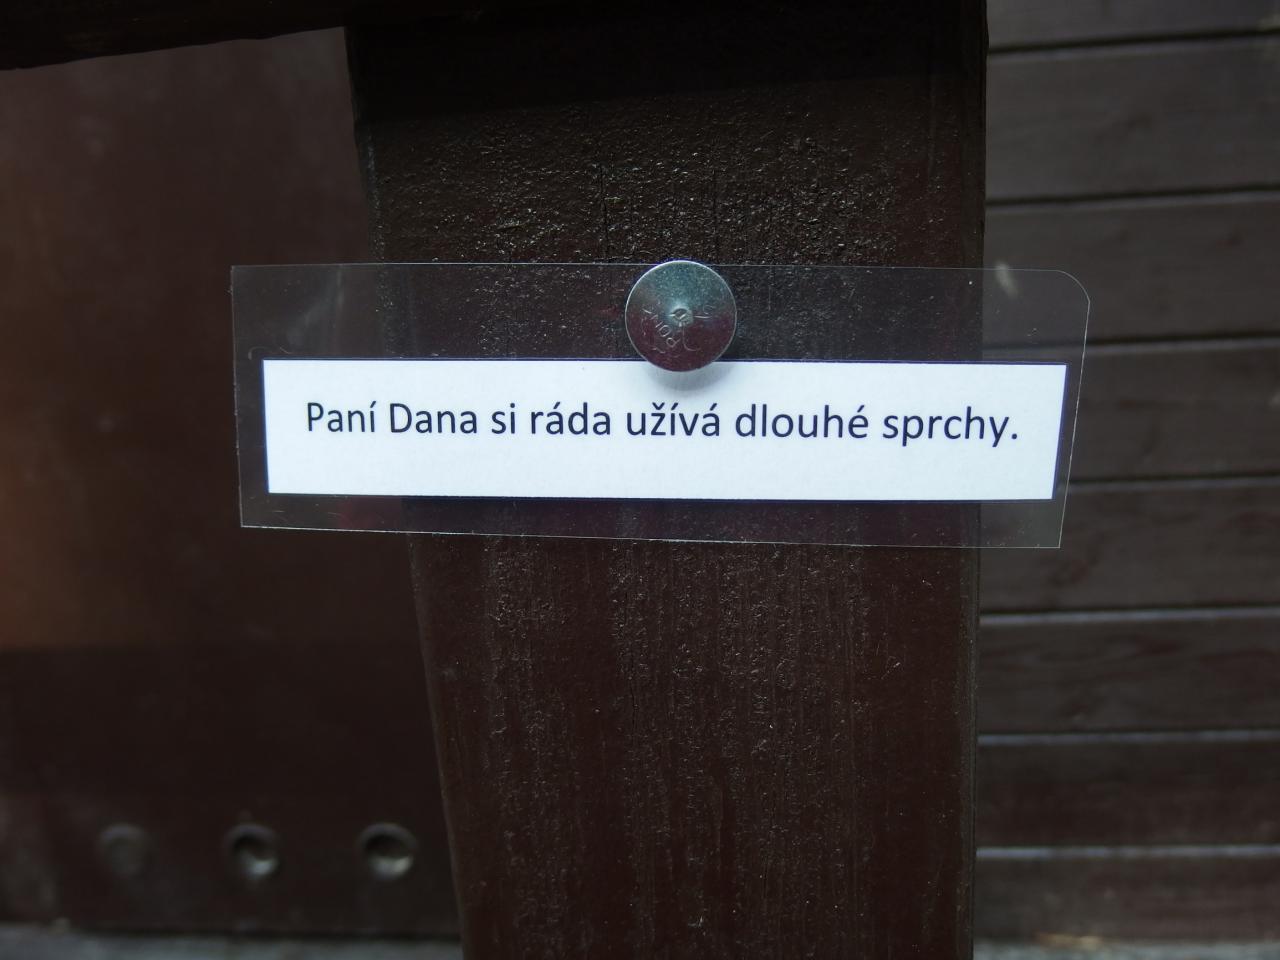 Paní Dana si ráda užívá dlouhé sprchy.